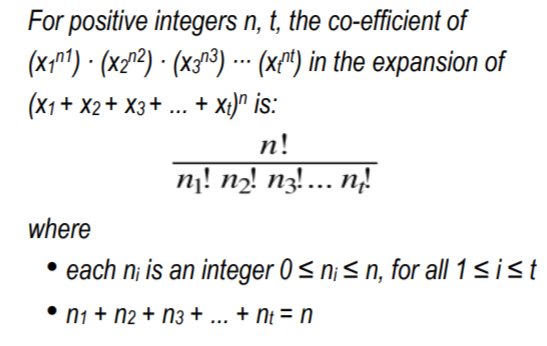 For positive integers n, t, the co-efficient of
(x₁ⁿ¹) · (x₂ⁿ²) · (x₃ⁿ³) ··· (xₜⁿᵗ) in the expansion of
(x₁ + x₂ + x₃ + ... + xₜ)ⁿ is:
n!
n₁! n₂! n₃! ... nₜ!
where
• each nᵢ is an integer 0 ≤ nᵢ ≤ n, for all 1 ≤ i ≤ t
• n1 + n2 + n3 + ... + nₜ = n